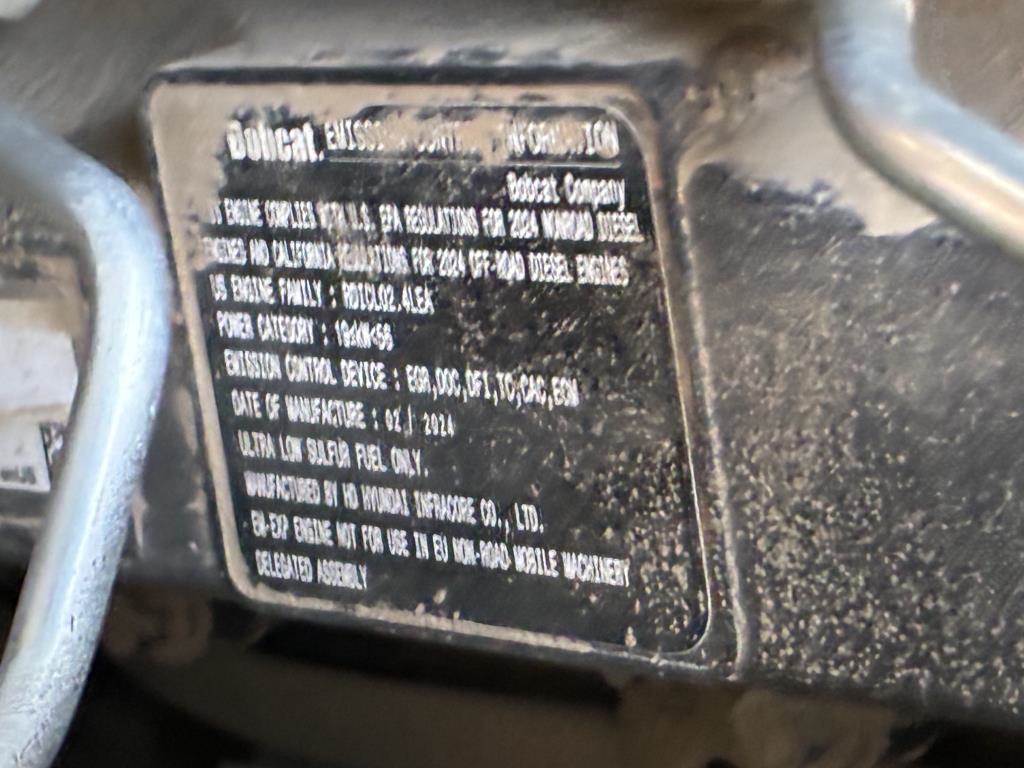 Bobcat. EMISSION CONTROL INFORMATION
Bobcat Company
ENGINE COMPLIES WITH U.S. EPA REGULATIONS FOR 2024 NONROAD DIESEL
ENGINES AND CALIFORNIA REGULATIONS FOR 2024 OFF-ROAD DIESEL ENGINES
US ENGINE FAMILY : RDICL02.4LEA
POWER CATEGORY : 19≤kW<56
EMISSION CONTROL DEVICE : EGR,DOC,DFI,TC,CAC,ECM
DATE OF MANUFACTURE : 02 / 2024
ULTRA LOW SULFUR FUEL ONLY.
MANUFACTURED BY HD HYUNDAI INFRACORE CO., LTD.
EM-EXP ENGINE NOT FOR USE IN EU NON-ROAD MOBILE MACHINERY
DELEGATED ASSEMBLY